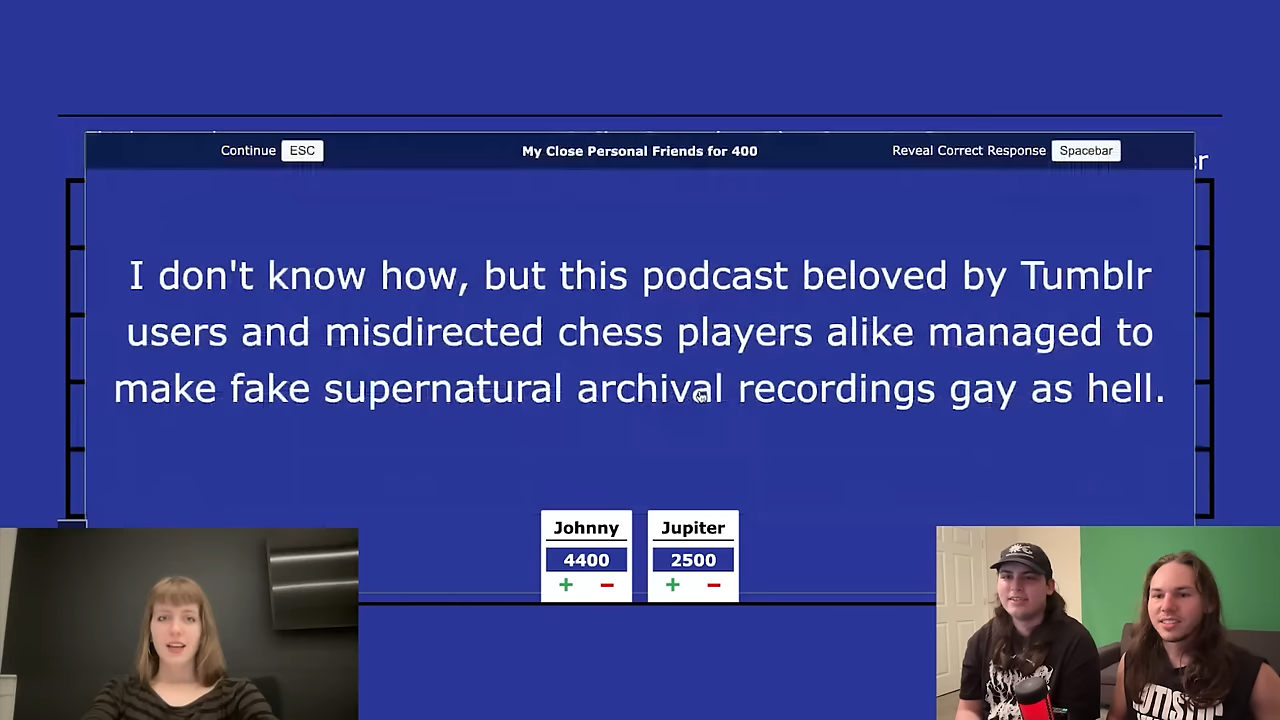 Continue ESC My Close Personal Friends for 400 Reveal Correct Response Spacebar
er
I don't know how, but this podcast beloved by Tumblr
users and misdirected chess players alike managed to
make fake supernatural archival recordings gay as hell.
Johnny Jupiter
4400 2500
+ − + −